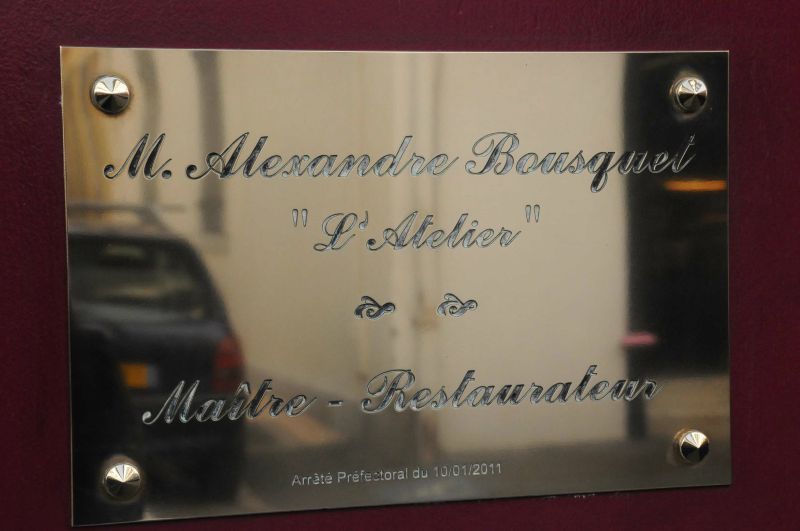 M. Alexandre Bousquet
"L'Atelier"
Maître - Restaurateur
Arrêté Préfectoral du 10/01/2011